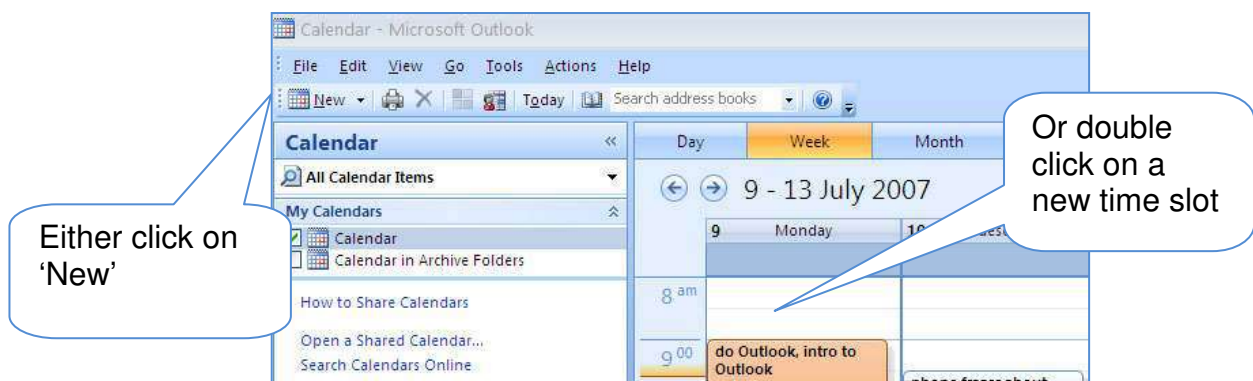 Calendar - Microsoft Outlook
File Edit View Go Tools Actions Help
New Today Search address books
Calendar «
Day Week Month
All Calendar Items
9 - 13 July 2007
My Calendars
9 Monday
Calendar
Calendar in Archive Folders
How to Share Calendars
8 am
Open a Shared Calendar...
Search Calendars Online
9 00
do Outlook, intro to
Outlook
Either click on
‘New’
Or double
click on a
new time slot